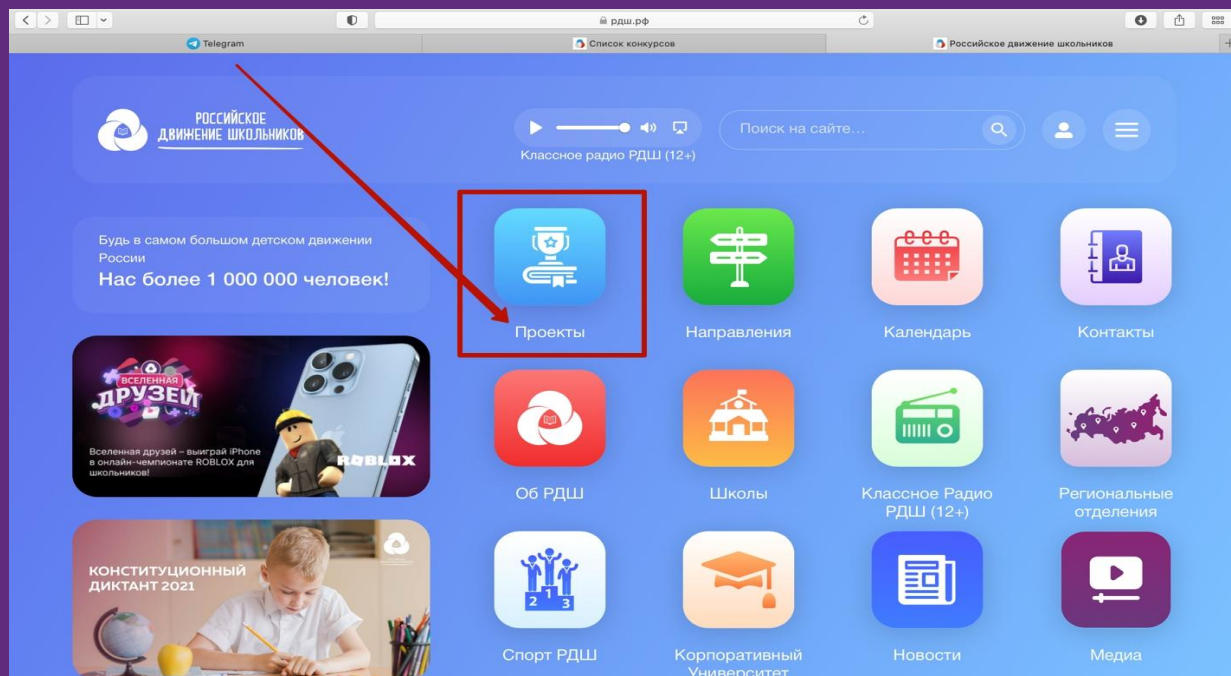 рдш.рф
Telegram
Список конкурсов
Российское движение школьников
РОССИЙСКОЕ
ДВИЖЕНИЕ ШКОЛЬНИКОВ
Классное радио РДШ (12+)
Поиск на сайте...
Будь в самом большом детском движении
России
Нас более 1 000 000 человек!
Проекты
Направления
Календарь
Контакты
ВСЕЛЕННАЯ
ДРУЗЕЙ
Вселенная друзей – выиграй iPhone
в онлайн-чемпионате ROBLOX для
школьников!
ROBLOX
Об РДШ
Школы
Классное Радио
РДШ (12+)
Региональные
отделения
КОНСТИТУЦИОННЫЙ
ДИКТАНТ 2021
2 1 3
Спорт РДШ
Корпоративный
Университет
Новости
Медиа